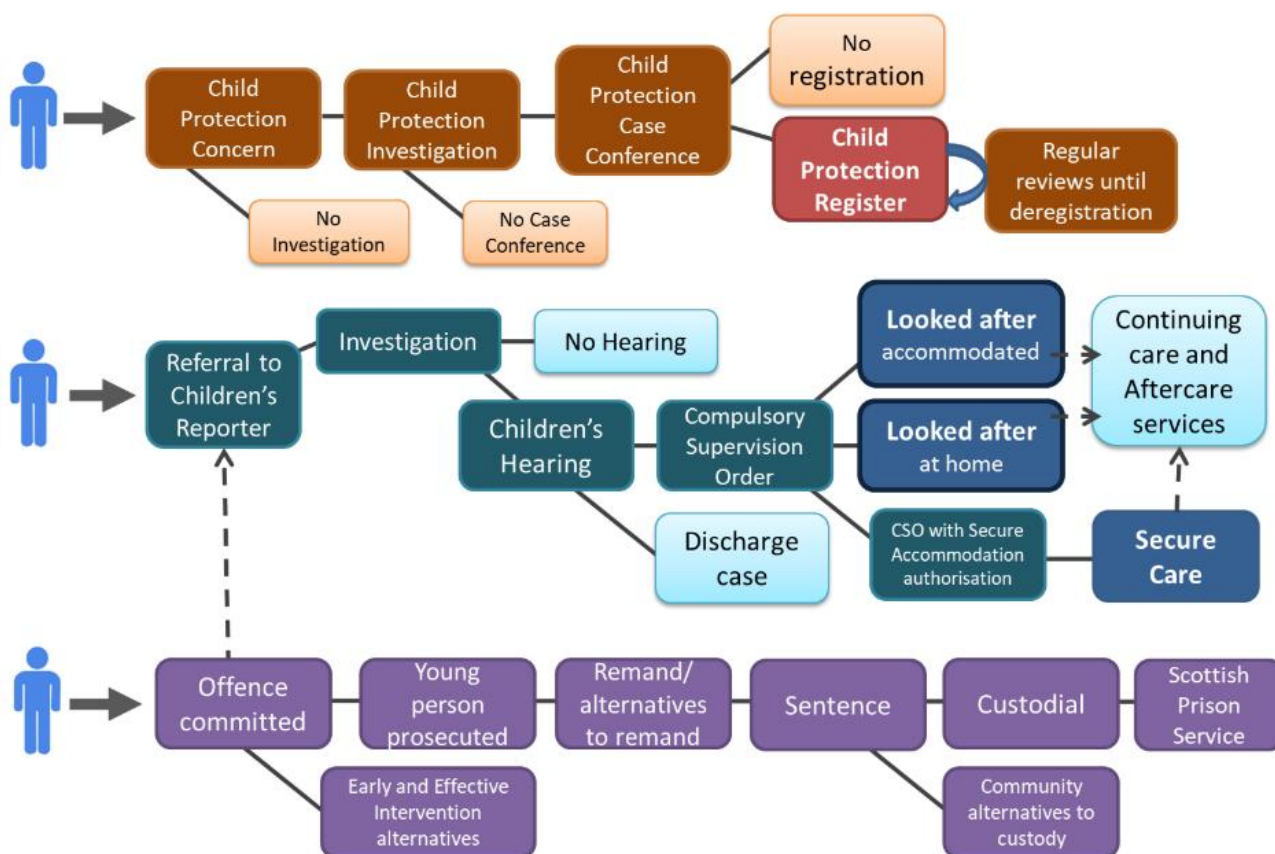 Child
Protection
Concern
Child
Protection
Investigation
Child
Protection
Case
Conference
No
registration
Child
Protection
Register
Regular
reviews until
deregistration
No
Investigation
No Case
Conference
Referral to
Children's
Reporter
Investigation
No Hearing
Children's
Hearing
Discharge
case
Compulsory
Supervision
Order
Looked after
accommodated
Looked after
at home
CSO with Secure
Accommodation
authorisation
Secure
Care
Continuing
care and
Aftercare
services
Offence
committed
Young
person
prosecuted
Remand/
alternatives
to remand
Sentence
Custodial
Scottish
Prison
Service
Early and Effective
Intervention
alternatives
Community
alternatives to
custody